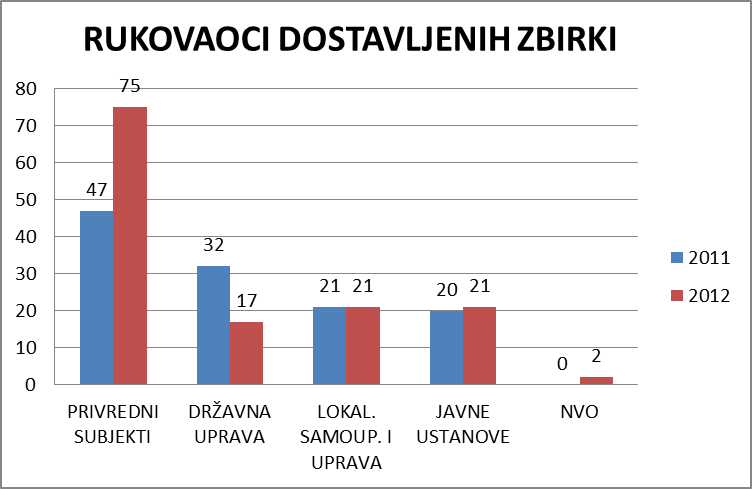 RUKOVAOCI DOSTAVLJENIH ZBIRKI
80
70
60
50
40
30
20
10
0
47
75
32
17
21
21
20
21
0
2
PRIVREDNI
SUBJEKTI
DRŽAVNA
UPRAVA
LOKAL.
SAMOUP. I
UPRAVA
JAVNE
USTANOVE
NVO
2011
2012